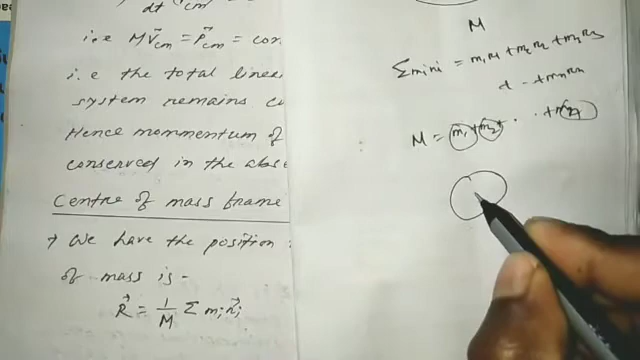 dt cm
i.e MV⃗cm = P⃗cm = con
i.e the total linea
system remains c
Hence mommentum of
conserved in the abse
Centre of mass frame
→ We have the position
of mass is -
R⃗ = 1/M Σ mir⃗i
M
Σmiri = m1r1 + m2r2 + m3r3
+ - + mnrn
M = m1 + m2 + . . +